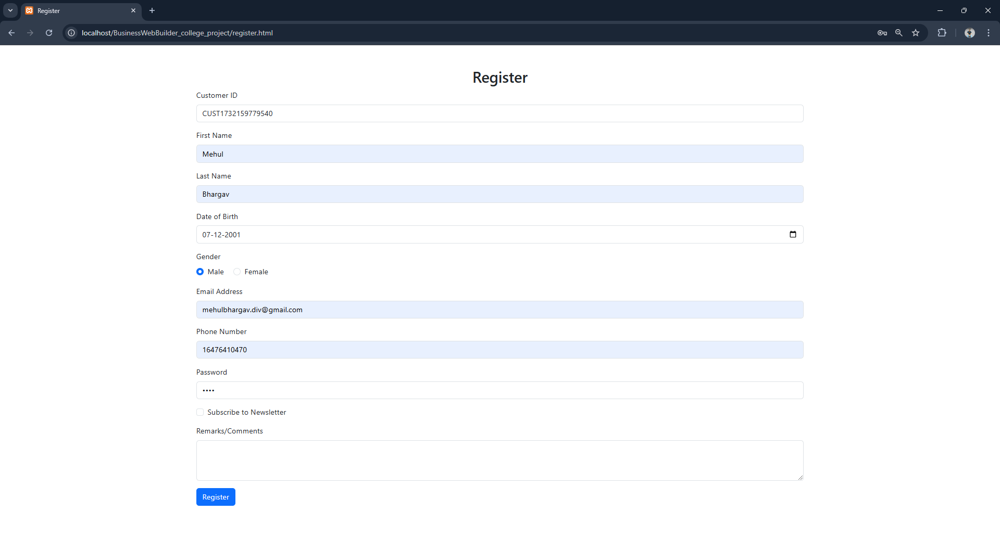 Register
localhost/BusinessWebBuilder_college_project/register.html
Register
Customer ID
CUST1732159779540
First Name
Mehul
Last Name
Bhargav
Date of Birth
07-12-2001
Gender
Male Female
Email Address
mehulbhargav.div@gmail.com
Phone Number
16476410470
Password
••••
Subscribe to Newsletter
Remarks/Comments
Register